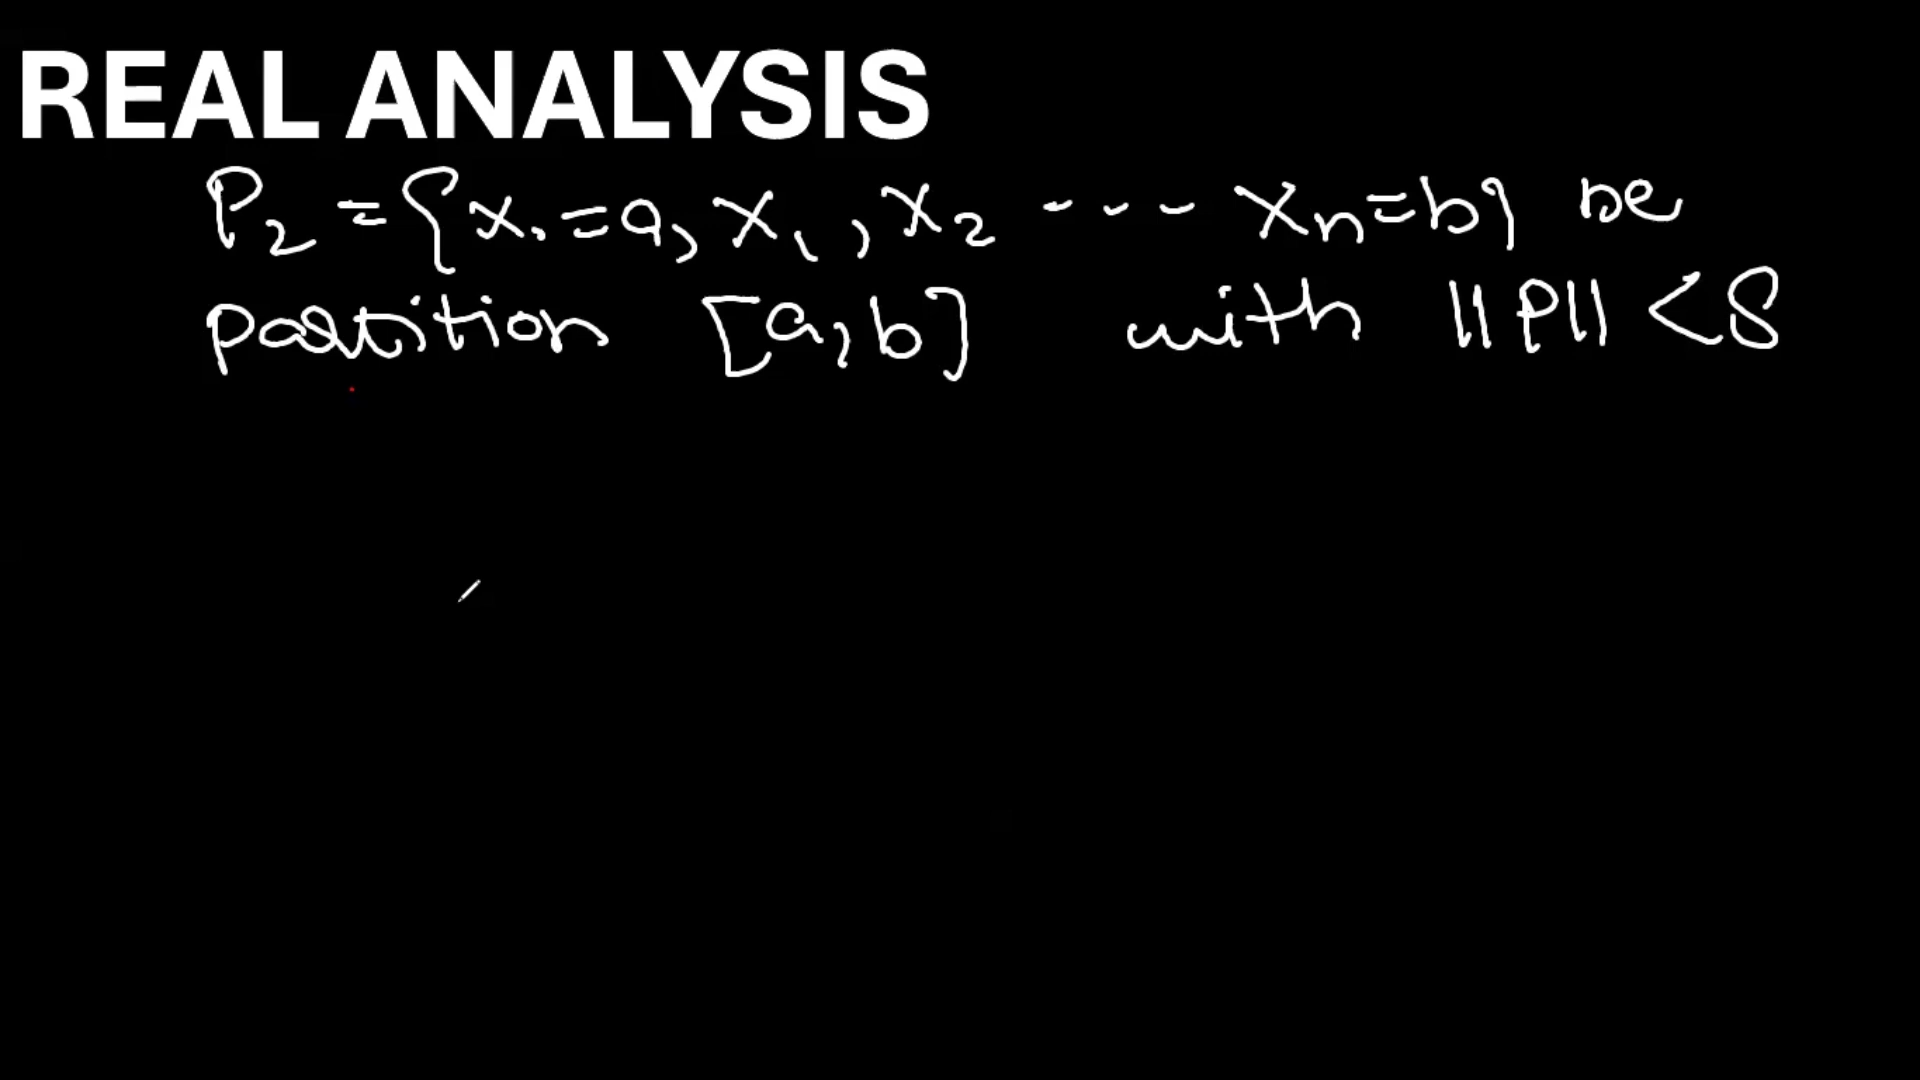 REAL ANALYSIS
P₂ = {x₀ = a, x₁, x₂ --- xₙ = b} be
partition [a, b] with ||P|| < δ